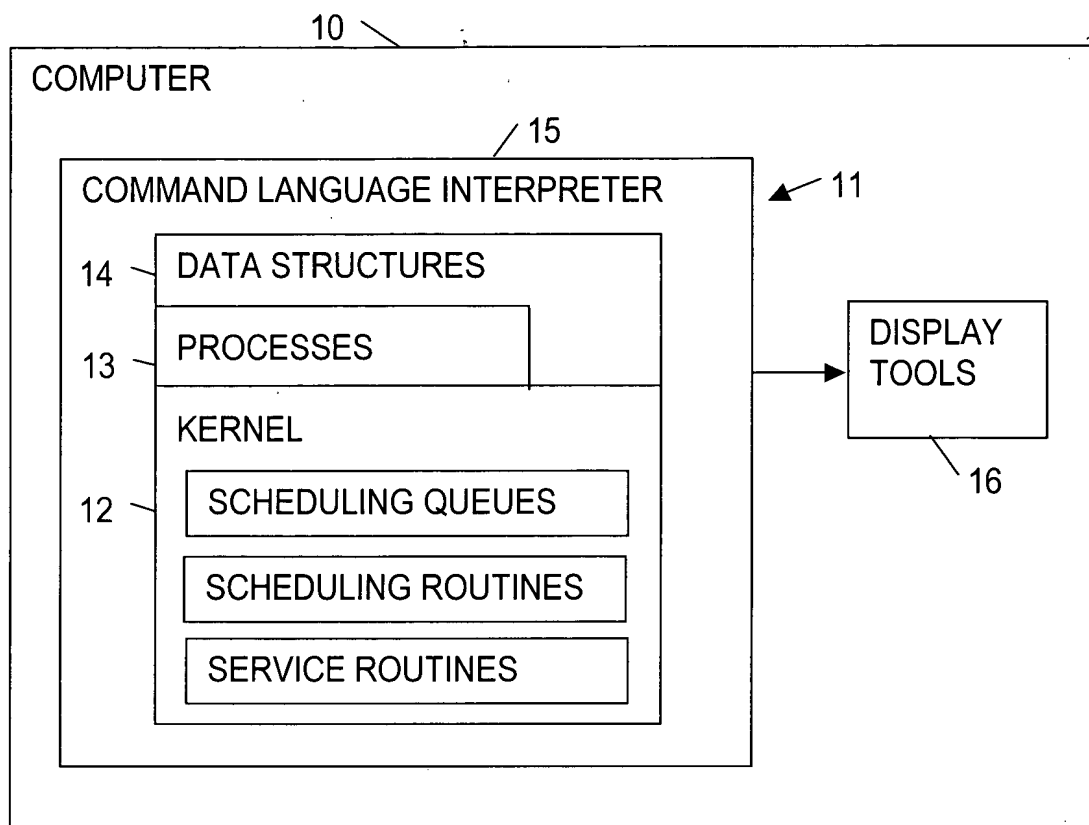 10
COMPUTER
15
COMMAND LANGUAGE INTERPRETER
11
14
DATA STRUCTURES
13
PROCESSES
DISPLAY
TOOLS
KERNEL
12
SCHEDULING QUEUES
16
SCHEDULING ROUTINES
SERVICE ROUTINES